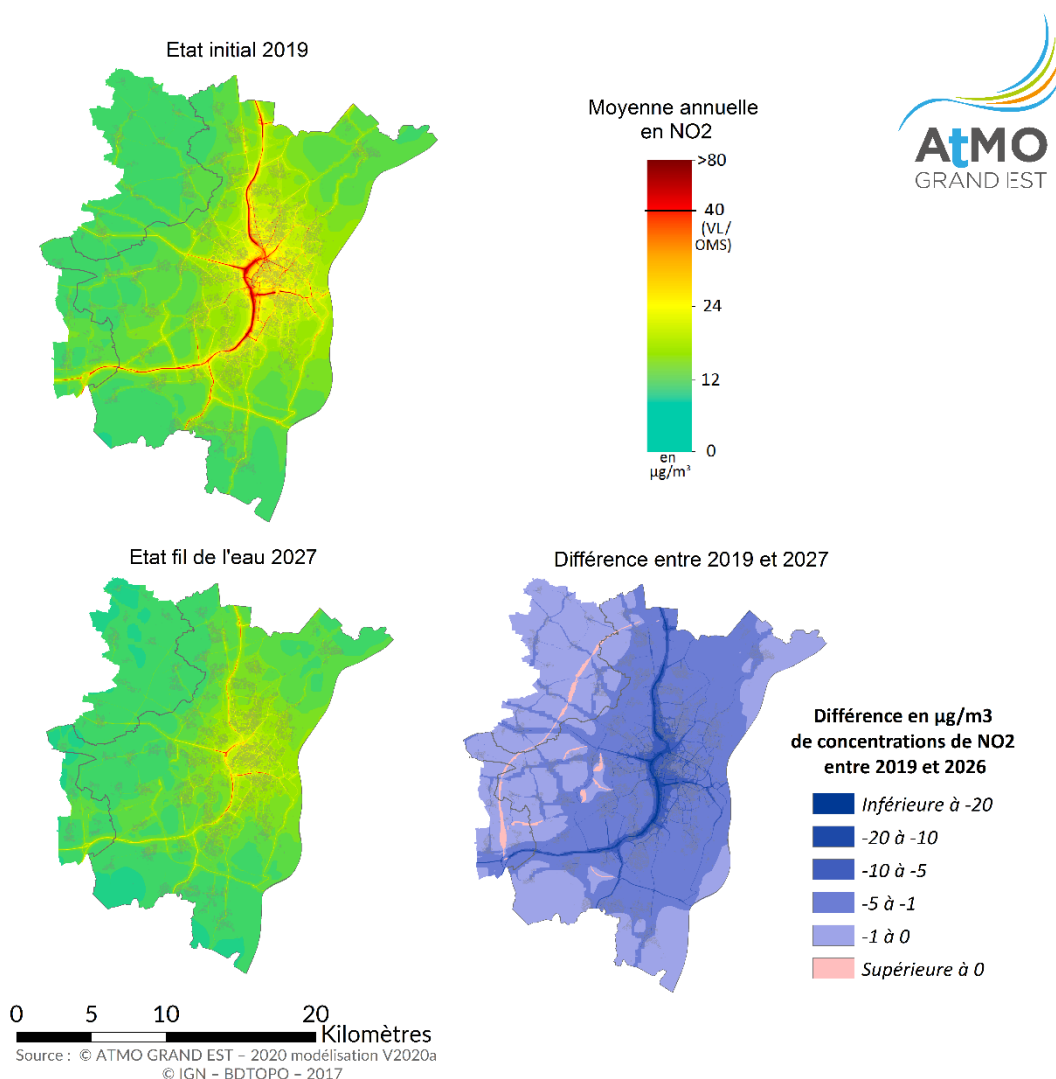 Etat initial 2019
Moyenne annuelle
en NO2
>80
40
(VL/
OMS)
24
12
0
en
µg/m³
AtMO
GRAND EST
Etat fil de l'eau 2027
Différence entre 2019 et 2027
Différence en µg/m3
de concentrations de NO2
entre 2019 et 2026
Inférieure à -20
-20 à -10
-10 à -5
-5 à -1
-1 à 0
Supérieure à 0
0 5 10 20
Kilomètres
Source : © ATMO GRAND EST – 2020 modélisation V2020a
© IGN – BDTOPO – 2017